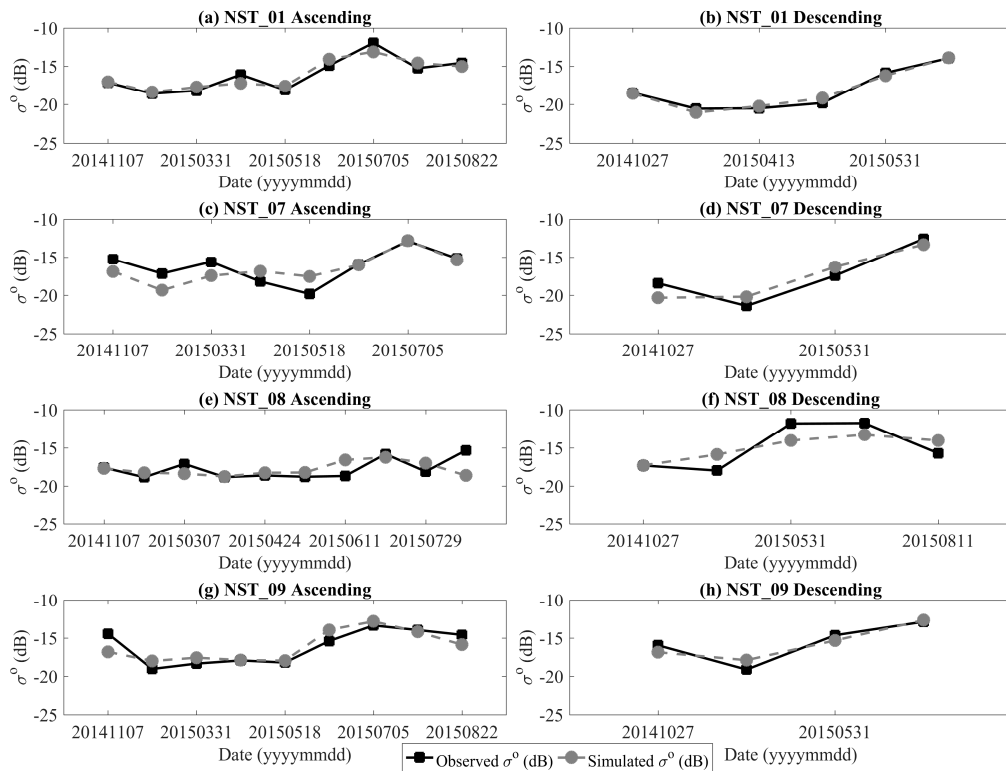 (a) NST_01 Ascending
-10
-15
-20
-25
σ° (dB)
20141107 20150331 20150518 20150705 20150822
Date (yyyymmdd)
(b) NST_01 Descending
-10
-15
-20
-25
σ° (dB)
20141027 20150413 20150531
Date (yyyymmdd)
(c) NST_07 Ascending
-10
-15
-20
-25
σ° (dB)
20141107 20150331 20150518 20150705
Date (yyyymmdd)
(d) NST_07 Descending
-10
-15
-20
-25
σ° (dB)
20141027 20150531
Date (yyyymmdd)
(e) NST_08 Ascending
-10
-15
-20
-25
σ° (dB)
20141107 20150307 20150424 20150611 20150729
Date (yyyymmdd)
(f) NST_08 Descending
-10
-15
-20
-25
σ° (dB)
20141027 20150531 20150811
Date (yyyymmdd)
(g) NST_09 Ascending
-10
-15
-20
-25
σ° (dB)
20141107 20150331 20150518 20150705 20150822
Date (yyyymmdd)
(h) NST_09 Descending
-10
-15
-20
-25
σ° (dB)
20141027 20150531
Date (yyyymmdd)
Observed σ° (dB) Simulated σ° (dB)